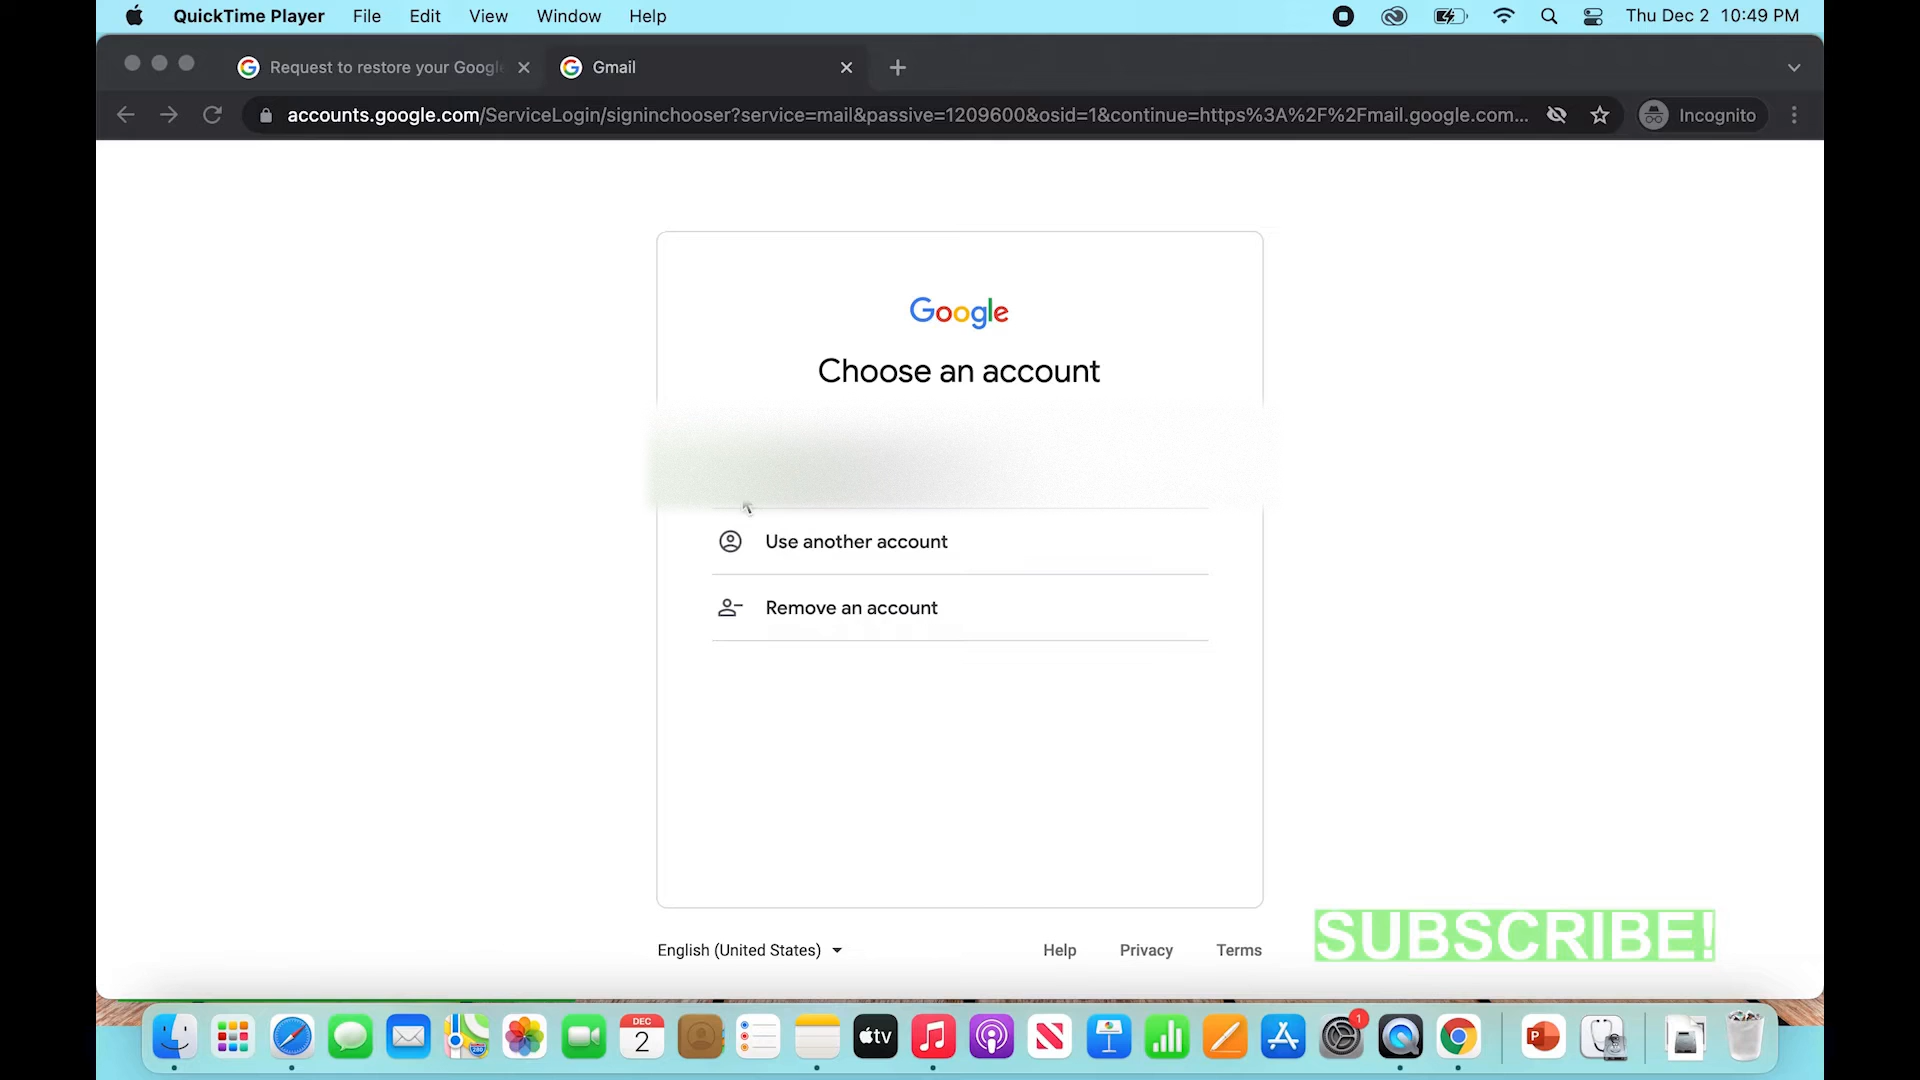 QuickTime Player File Edit View Window Help Thu Dec 2 10:49 PM
Request to restore your Google Gmail
accounts.google.com/ServiceLogin/signinchooser?service=mail&passive=1209600&osid=1&continue=https%3A%2F%2Fmail.google.com... Incognito
Google
Choose an account
Use another account
Remove an account
English (United States) Help Privacy Terms
SUBSCRIBE!
DEC
2
tv
1
P